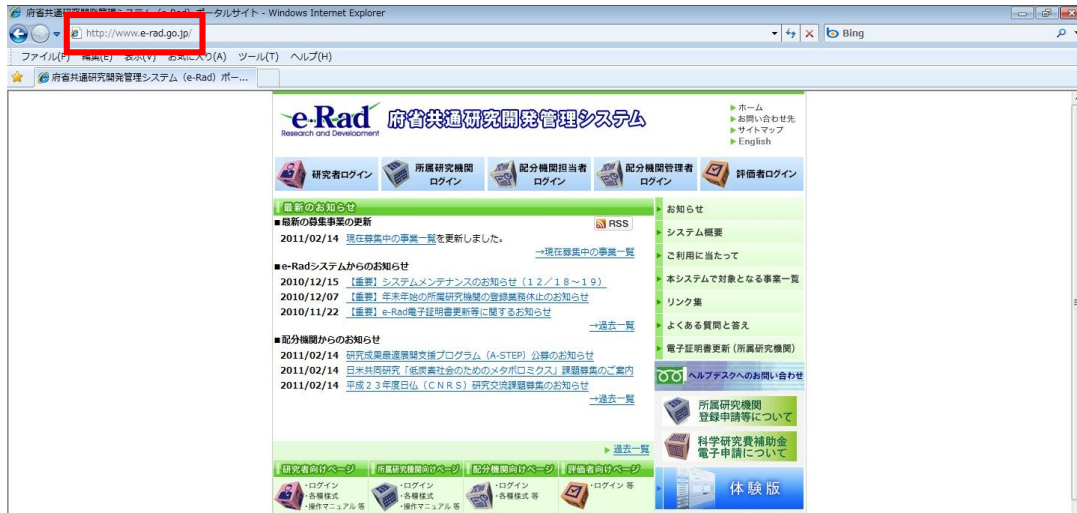 府省共通研究開発管理システム (e-Rad) ポータルサイト - Windows Internet Explorer
http://www.e-rad.go.jp/
Bing
ファイル(F) 編集(E) 表示(V) お気に入り(A) ツール(T) ヘルプ(H)
府省共通研究開発管理システム (e-Rad) ポー...
e-Rad
Research and Development
府省共通研究開発管理システム
ホーム
お問い合わせ先
サイトマップ
English
研究者ログイン
所属研究機関
ログイン
配分機関担当者
ログイン
配分機関管理者
ログイン
評価者ログイン
最新のお知らせ
■最新の募集事業の更新
RSS
2011/02/14 現在募集中の事業一覧を更新しました。
→現在募集中の事業一覧
■e-Radシステムからのお知らせ
2010/12/15 【重要】システムメンテナンスのお知らせ（１２／１８～１９）
2010/12/07 【重要】年末年始の所属研究機関の登録業務休止のお知らせ
2010/11/22 【重要】e-Rad電子証明書更新等に関するお知らせ
→過去一覧
■配分機関からのお知らせ
2011/02/14 研究成果最適展開支援プログラム（A-STEP）公募のお知らせ
2011/02/14 日米共同研究「低炭素社会のためのメタボロミクス」課題募集のご案内
2011/02/14 平成２３年度日仏（ＣＮＲＳ）研究交流課題募集のお知らせ
→過去一覧
過去一覧
お知らせ
システム概要
ご利用に当たって
本システムで対象となる事業一覧
リンク集
よくある質問と答え
電子証明書更新（所属研究機関）
ヘルプデスクへのお問い合わせ
所属研究機関
登録申請等について
科学研究費補助金
電子申請について
体験版
研究者向けページ
・ログイン
・各種様式
・操作マニュアル 等
所属研究機関向けページ
・ログイン
・各種様式
・操作マニュアル 等
配分機関向けページ
・ログイン
・各種様式 等
評価者向けページ
・ログイン 等